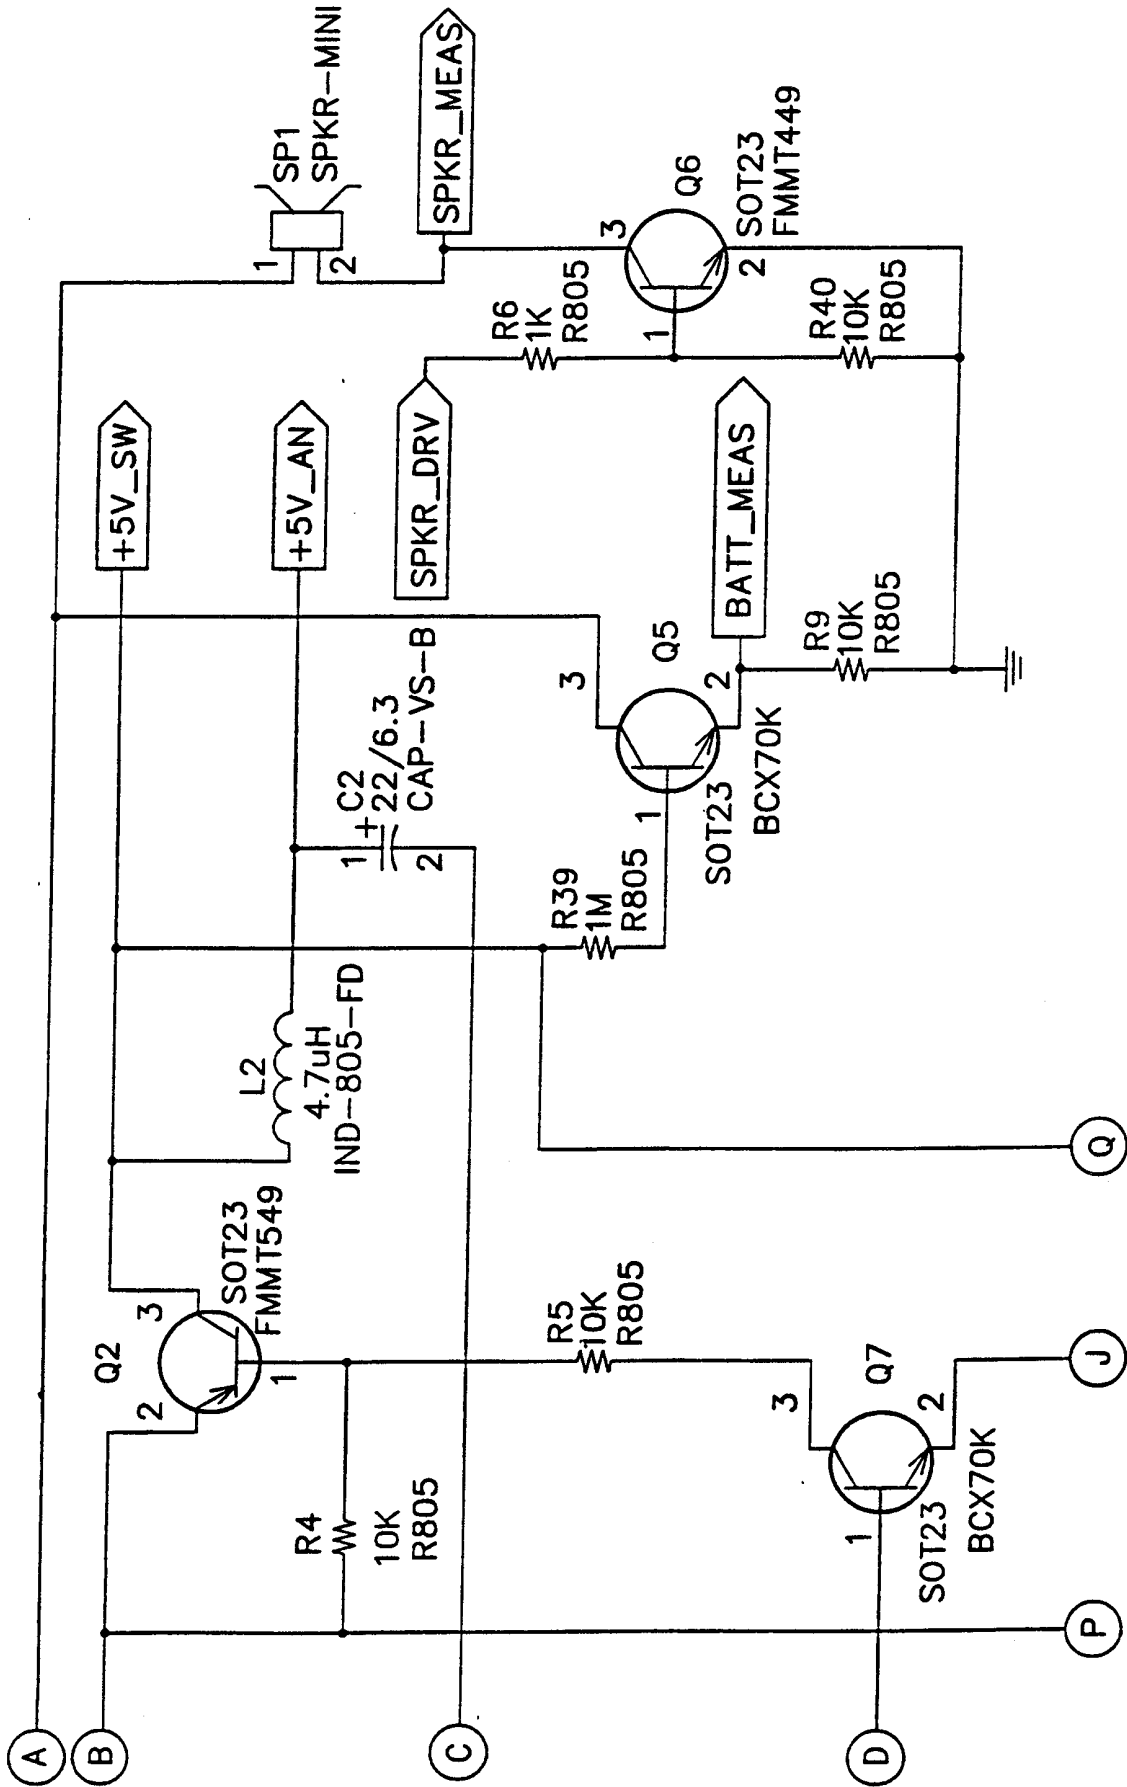 A
B
C
D
P
J
Q
Q2
2
3
1
SOT23
FMMT549
R4
10K
R805
R5
10K
R805
Q7
3
2
1
SOT23
BCX70K
L2
4.7uH
IND-805-FD
+5V_SW
+5V_AN
1
+
2
C2
22/6.3
CAP-VS-B
R39
1M
R805
Q5
3
1
2
SOT23
BCX70K
BATT_MEAS
R9
10K
R805
SPKR_DRV
R6
1K
R805
R40
10K
R805
SP1
SPKR-MINI
1
2
SPKR_MEAS
Q6
3
1
2
SOT23
FMMT449